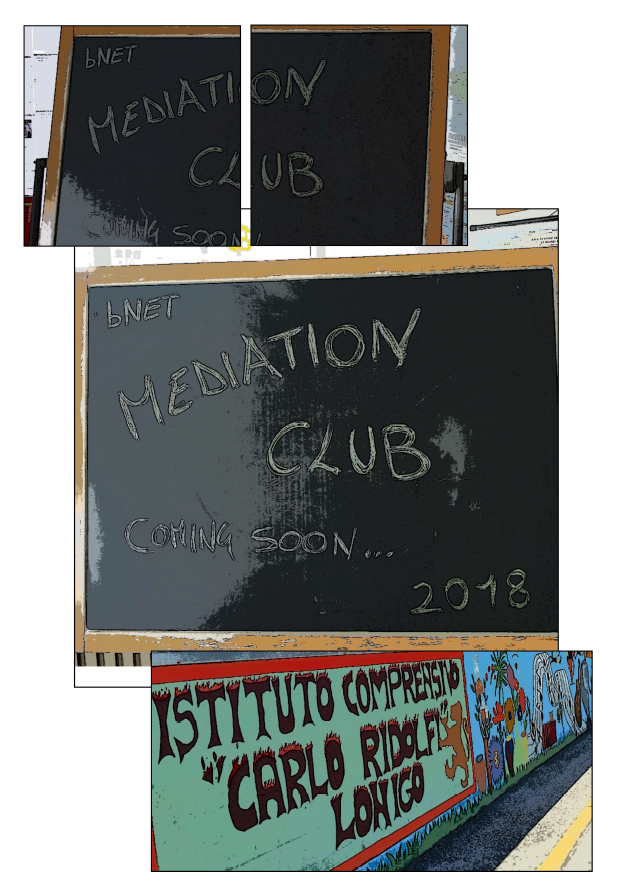 bNET
MEDIATION
CLUB
COMING SOON
bNET
MEDIATION
CLUB
COMING SOON...
2018
ISTITUTO COMPRENSIVO
"CARLO RIDOLFI"
LONIGO